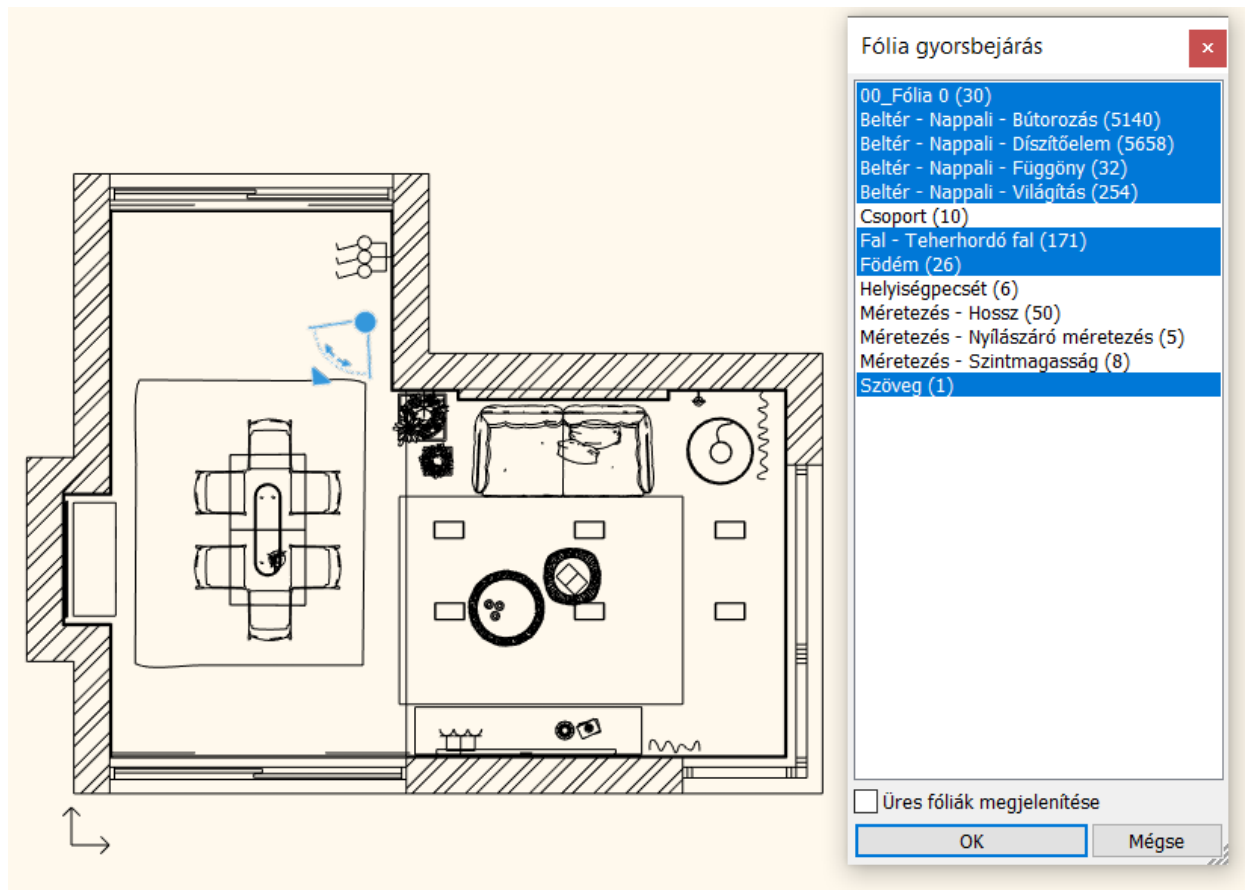 Fólia gyorsbejárás
00_Fólia 0 (30)
Beltér - Nappali - Bútorozás (5140)
Beltér - Nappali - Díszítőelem (5658)
Beltér - Nappali - Függöny (32)
Beltér - Nappali - Világítás (254)
Csoport (10)
Fal - Teherhordó fal (171)
Födém (26)
Helyiségpecsét (6)
Méretezés - Hossz (50)
Méretezés - Nyílászáró méretezés (5)
Méretezés - Szintmagasság (8)
Szöveg (1)
Üres fóliák megjelenítése
OK
Mégse